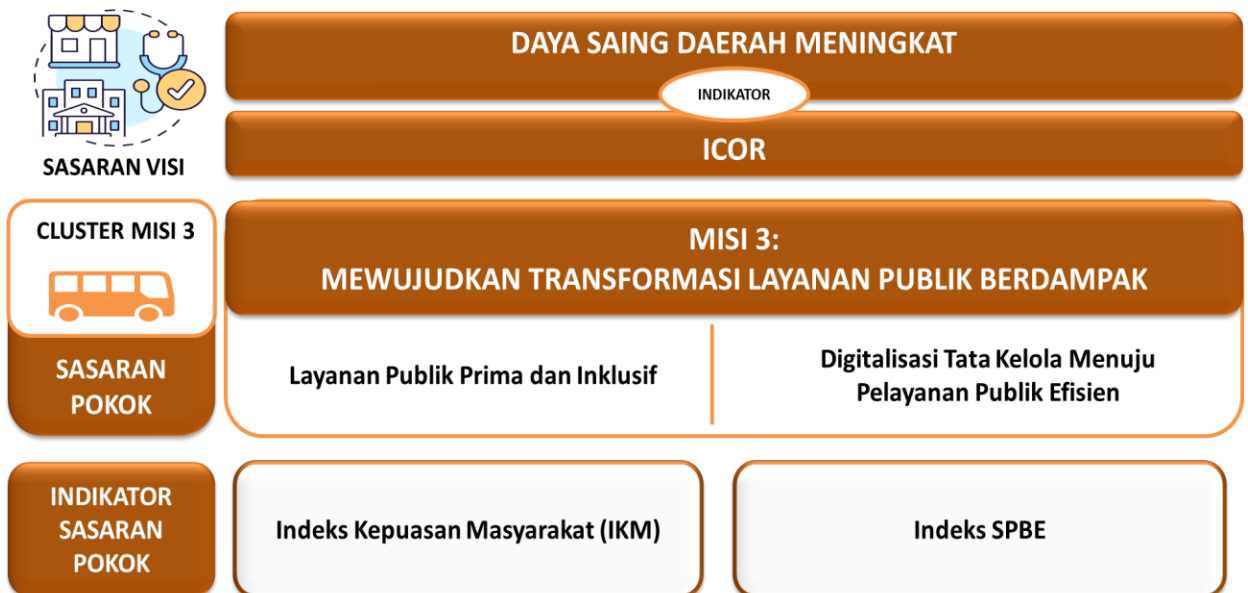 DAYA SAING DAERAH MENINGKAT
INDIKATOR
ICOR
SASARAN VISI
CLUSTER MISI 3
MISI 3:
MEWUJUDKAN TRANSFORMASI LAYANAN PUBLIK BERDAMPAK
SASARAN
POKOK
Layanan Publik Prima dan Inklusif
Digitalisasi Tata Kelola Menuju
Pelayanan Publik Efisien
INDIKATOR
SASARAN
POKOK
Indeks Kepuasan Masyarakat (IKM)
Indeks SPBE